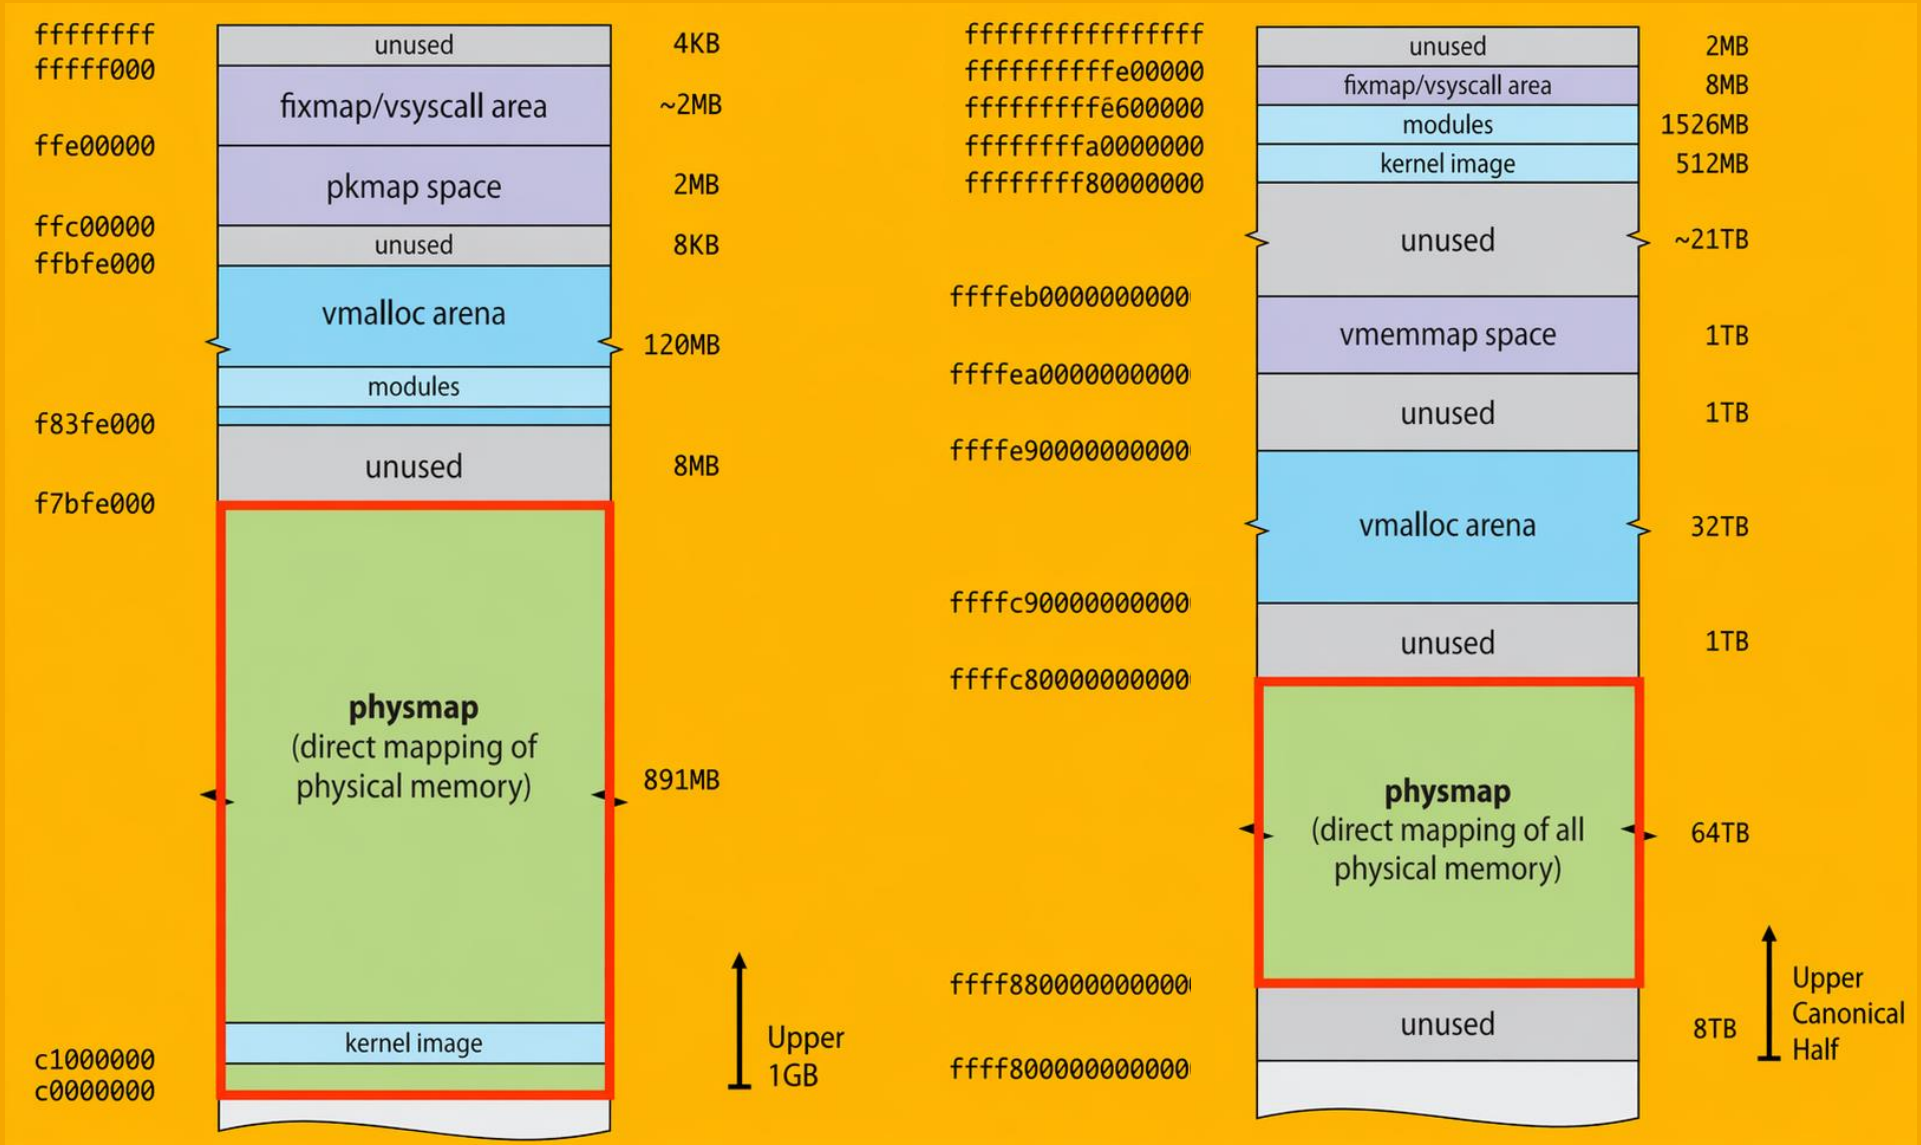 ffffffff
unused
4KB
fffff000
fixmap/vsyscall area
~2MB
ffe00000
pkmap space
2MB
ffc00000
unused
8KB
ffbfe000
vmalloc arena
120MB
modules
f83fe000
unused
8MB
f7bfe000
physmap
(direct mapping of
physical memory)
891MB
kernel image
c1000000
c0000000
Upper
1GB
ffffffffffffffff
unused
2MB
ffffffffffe00000
fixmap/vsyscall area
8MB
fffffffffe600000
modules
1526MB
ffffffffa0000000
kernel image
512MB
ffffffff80000000
unused
~21TB
ffffeb0000000000
vmemmap space
1TB
ffffea0000000000
unused
1TB
ffffe90000000000
vmalloc arena
32TB
ffffc90000000000
unused
1TB
ffffc80000000000
physmap
(direct mapping of all
physical memory)
64TB
ffff880000000000
unused
8TB
ffff800000000000
Upper
Canonical
Half